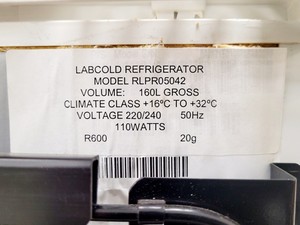 LABCOLD REFRIGERATOR
MODEL RLPR05042
VOLUME: 160L GROSS
CLIMATE CLASS +16ºC TO +32ºC
VOLTAGE 220/240 50Hz
110WATTS
R600 20g